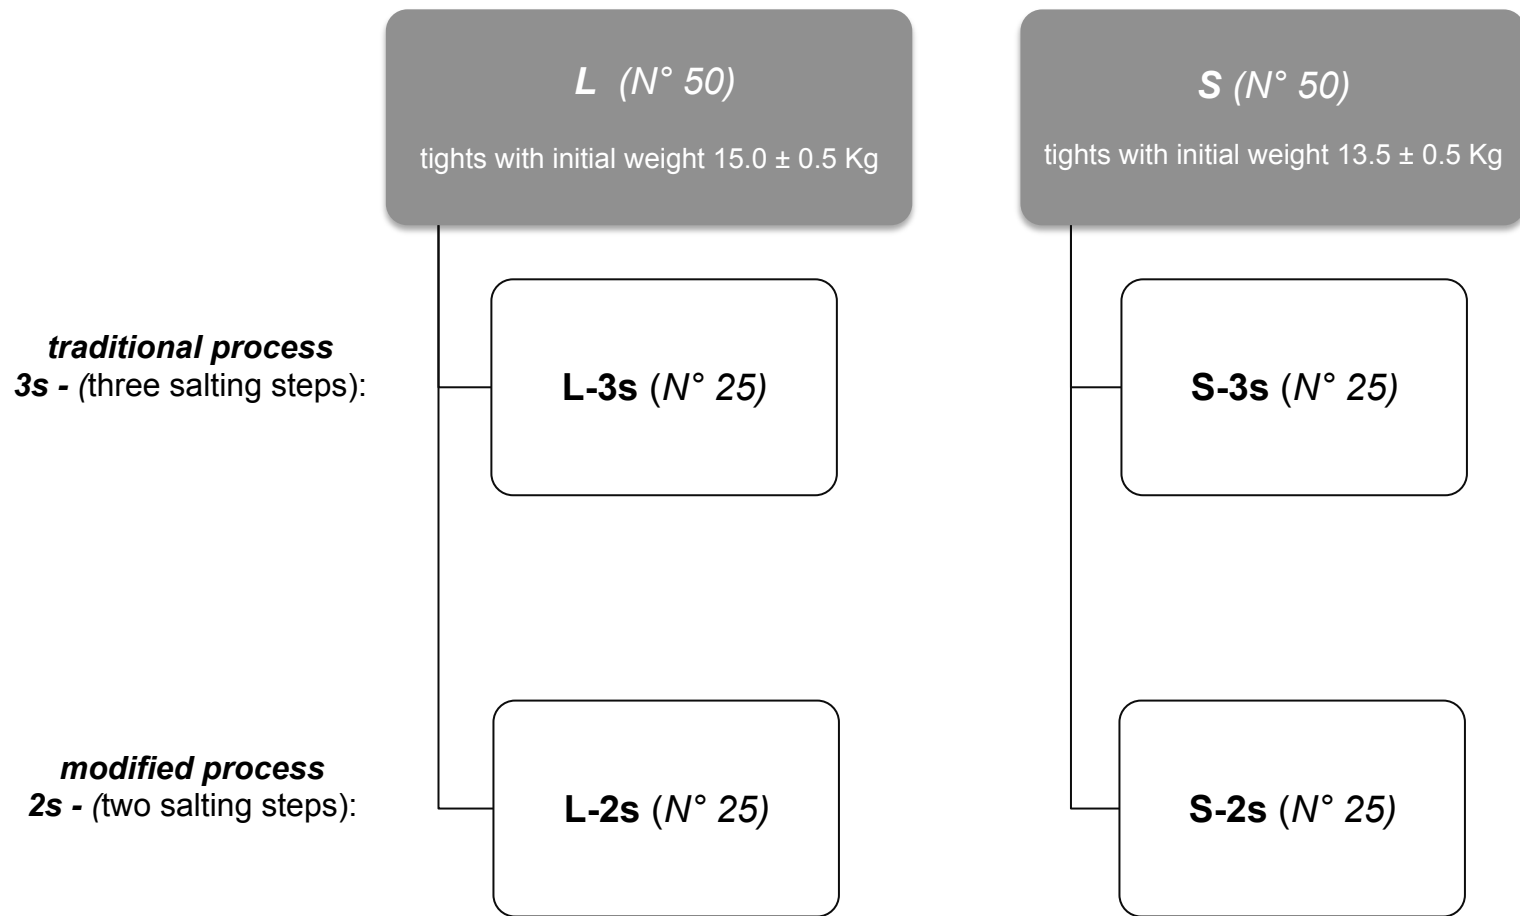 L (N° 50)
tights with initial weight 15.0 ± 0.5 Kg
S (N° 50)
tights with initial weight 13.5 ± 0.5 Kg
traditional process
3s - (three salting steps):
L-3s (N° 25)
S-3s (N° 25)
modified process
2s - (two salting steps):
L-2s (N° 25)
S-2s (N° 25)